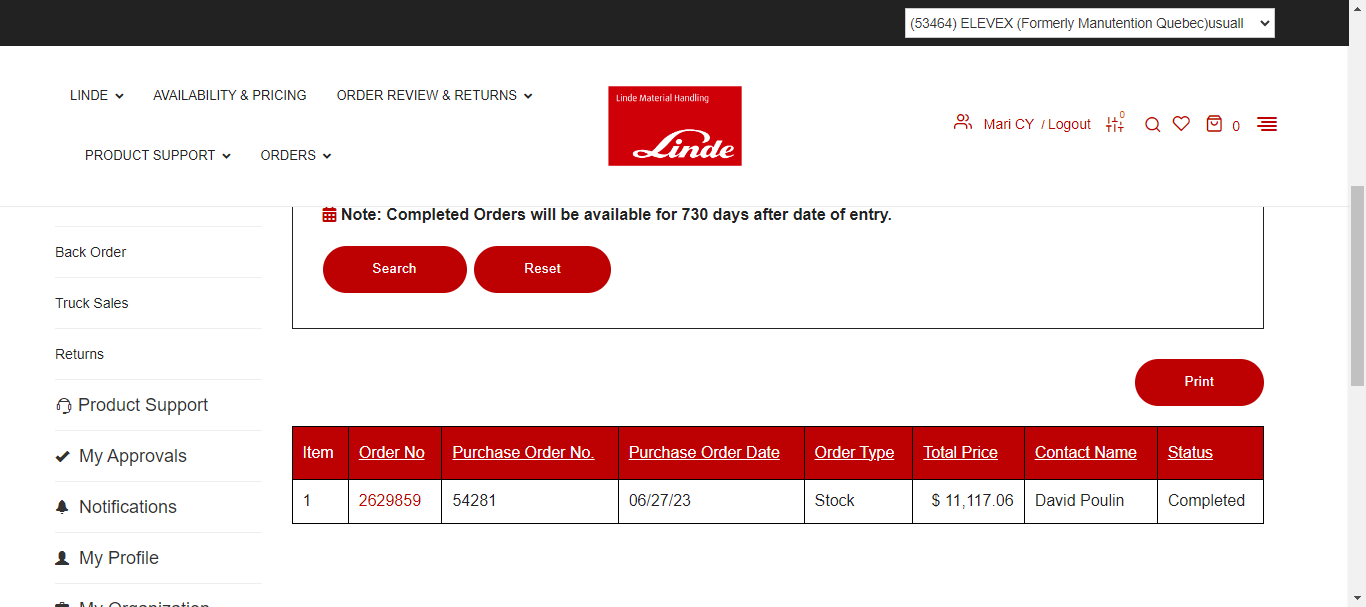 (53464) ELEVEX (Formerly Manutention Quebec)usuall
LINDE
AVAILABILITY & PRICING
ORDER REVIEW & RETURNS
PRODUCT SUPPORT
ORDERS
Linde Material Handling
Linde
Mari CY / Logout
0
0
Note: Completed Orders will be available for 730 days after date of entry.
Search
Reset
Back Order
Truck Sales
Returns
Product Support
My Approvals
Notifications
My Profile
My Organization
Print
Item Order No Purchase Order No. Purchase Order Date Order Type Total Price Contact Name Status
1 2629859 54281 06/27/23 Stock $ 11,117.06 David Poulin Completed